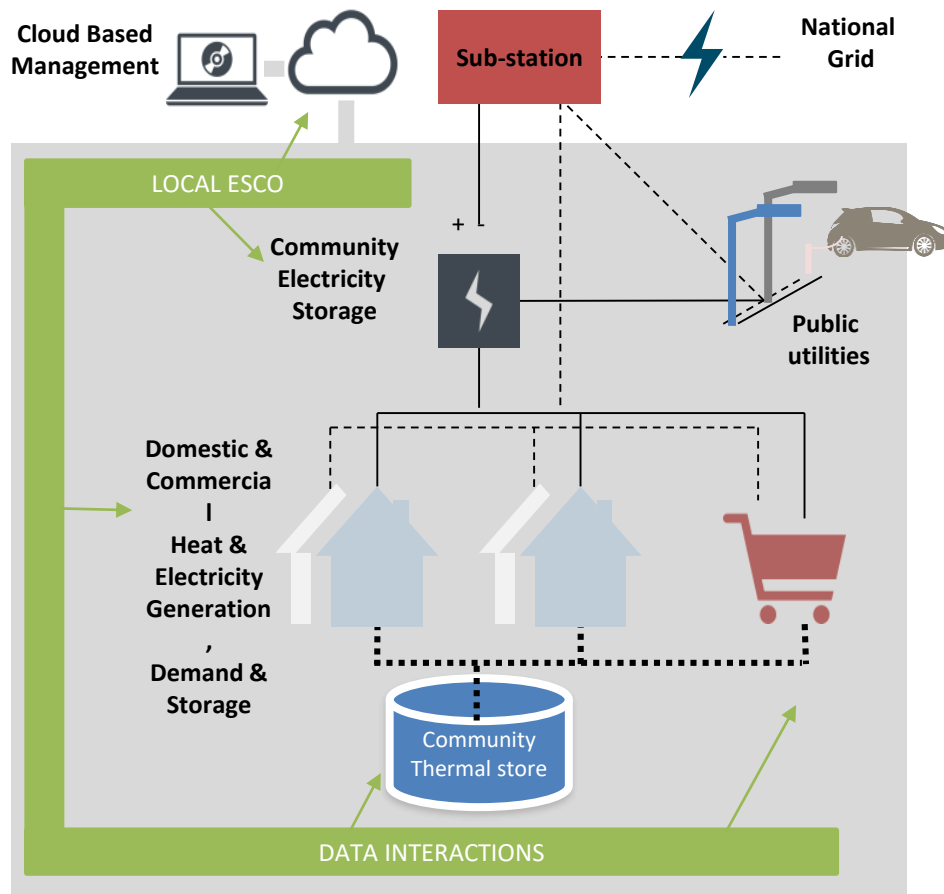 Cloud Based
Management
Sub-station
National
Grid
LOCAL ESCO
+ -
Community
Electricity
Storage
Public
utilities
Domestic &
Commercia
l
Heat &
Electricity
Generation
,
Demand &
Storage
Community
Thermal store
DATA INTERACTIONS